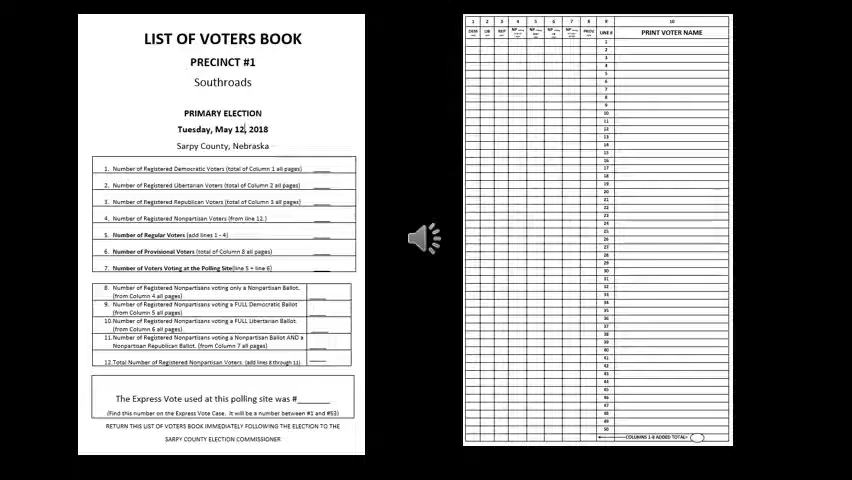 LIST OF VOTERS BOOK
PRECINCT #1
Southroads
PRIMARY ELECTION
Tuesday, May 12, 2018
Sarpy County, Nebraska
1. Number of Registered Democratic Voters (total of Column 1 all pages) ____
2. Number of Registered Libertarian Voters (total of Column 2 all pages) ____
3. Number of Registered Republican Voters (total of Column 3 all pages) ____
4. Number of Registered Nonpartisan Voters (from line 12.) ____
5 Number of Regular Voters (add lines 1 - 4) ____
6. Number of Provisional Voters (total of Column 8 all pages) ____
7. Number of Voters Voting at the Polling Site(line 5 + line 6) ____
8. Number of Registered Nonpartisans voting only a Nonpartisan Ballot.
(from Column 4 all pages) ____
9. Number of Registered Nonpartisans voting a FULL Democratic Ballot
(from Column 5 all pages) ____
10.Number of Registered Nonpartisans voting a FULL Libertarian Ballot.
(from Column 6 all pages) ____
11.Number of Registered Nonpartisans voting a Nonpartisan Ballot AND a
Nonpartisan Republican Ballot. (from Column 7 all pages) ____
12.Total Number of Registered Nonpartisan Voters. (add lines 8 through 11) ____
The Express Vote used at this polling site was #______
(Find this number on the Express Vote Case. It will be a number between #1 and #53)
RETURN THIS LIST OF VOTERS BOOK IMMEDIATELY FOLLOWING THE ELECTION TO THE
SARPY COUNTY ELECTION COMMISSIONER
1 2 3 4 5 6 7 8 9 10
DEM LIB REP NP NP NP NP PROV LINE # PRINT VOTER NAME
1
2
3
4
5
6
7
8
9
10
11
12
13
14
15
16
17
18
19
20
21
22
23
24
25
26
27
28
29
30
31
32
33
34
35
36
37
38
39
40
41
42
43
44
45
46
47
48
49
50
COLUMNS 1-8 ADDED TOTAL=